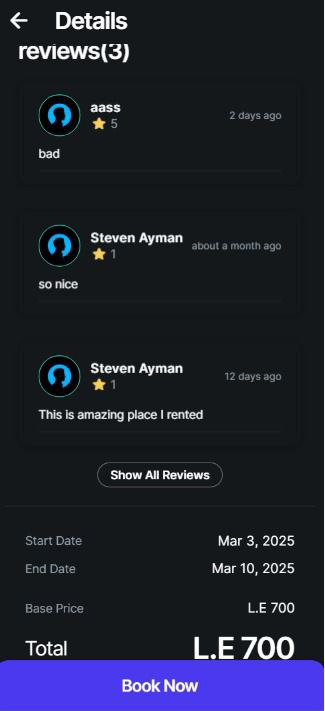 Details
reviews(3)
aass
5
2 days ago
bad
Steven Ayman
1
about a month ago
so nice
Steven Ayman
1
12 days ago
This is amazing place I rented
Show All Reviews
Start Date Mar 3, 2025
End Date Mar 10, 2025
Base Price L.E 700
Total L.E 700
Book Now